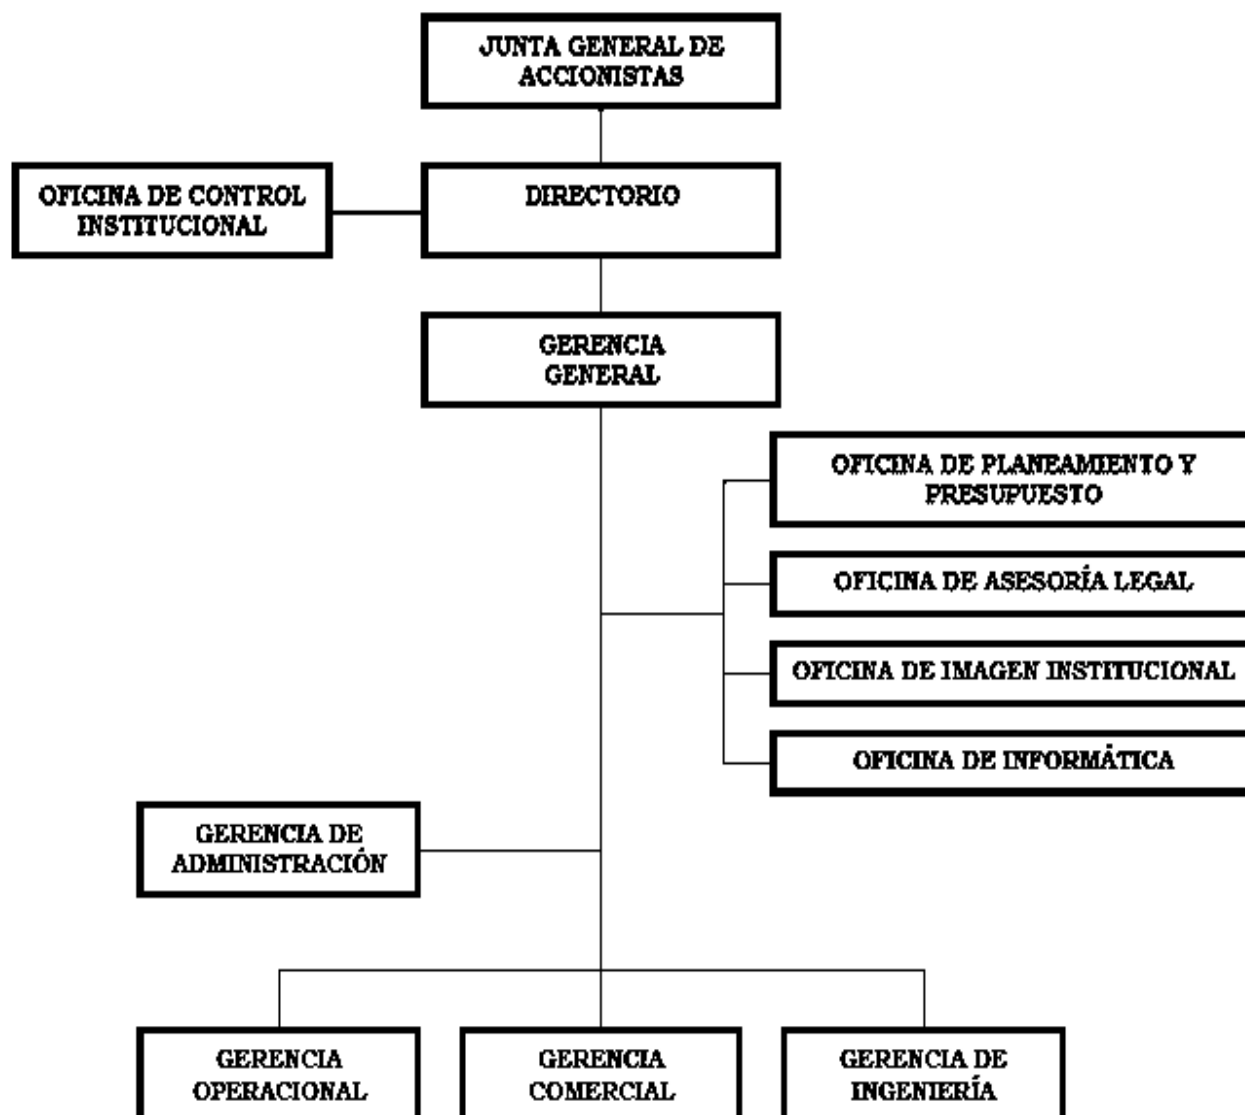 JUNTA GENERAL DE
ACCIONISTAS
OFICINA DE CONTROL
INSTITUCIONAL
DIRECTORIO
GERENCIA
GENERAL
OFICINA DE PLANEAMIENTO Y
PRESUPUESTO
OFICINA DE ASESORÍA LEGAL
OFICINA DE IMAGEN INSTITUCIONAL
OFICINA DE INFORMÁTICA
GERENCIA DE
ADMINISTRACIÓN
GERENCIA
OPERACIONAL
GERENCIA
COMERCIAL
GERENCIA DE
INGENIERÍA